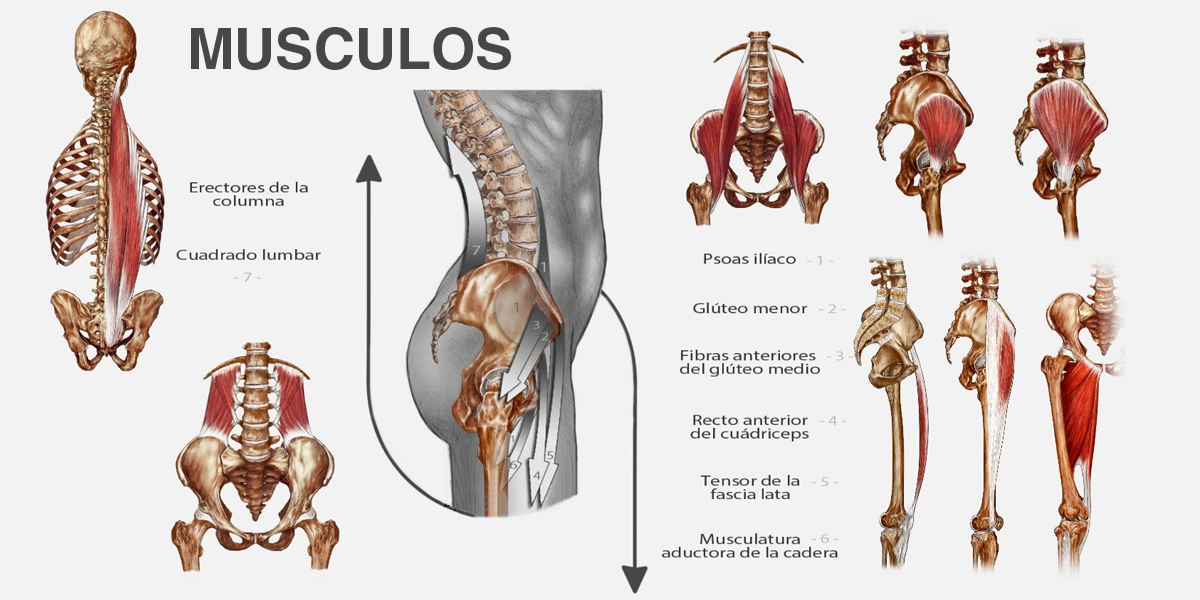 MUSCULOS
Erectores de la
columna
Cuadrado lumbar
- 7 -
7
1
1
3
2
1
6
5
4
Psoas ilíaco - 1 -
Glúteo menor - 2 -
Fibras anteriores - 3 -
del glúteo medio
Recto anterior - 4 -
del cuádriceps
Tensor de la - 5 -
fascia lata
Musculatura - 6 -
aductora de la cadera